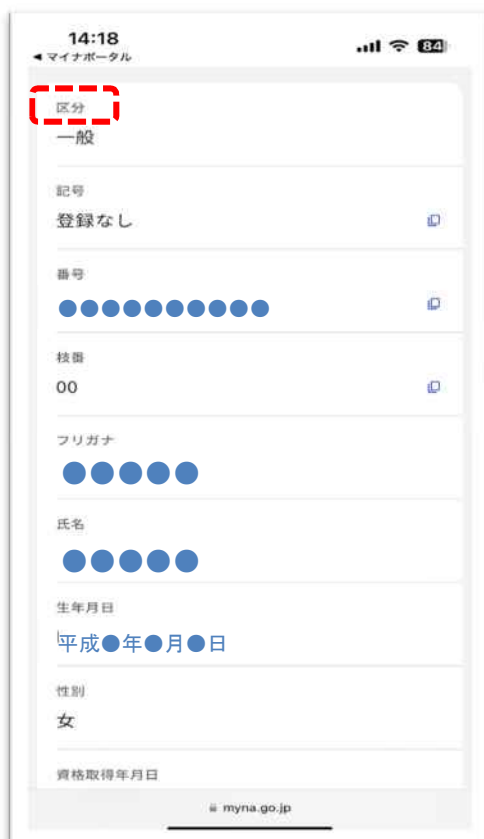 14:18
84
マイナポータル
区分
一般
記号
登録なし
番号
●●●●●●●●●●
枝番
00
フリガナ
●●●●●
氏名
●●●●●
生年月日
平成●年●月●日
性別
女
資格取得年月日
myna.go.jp